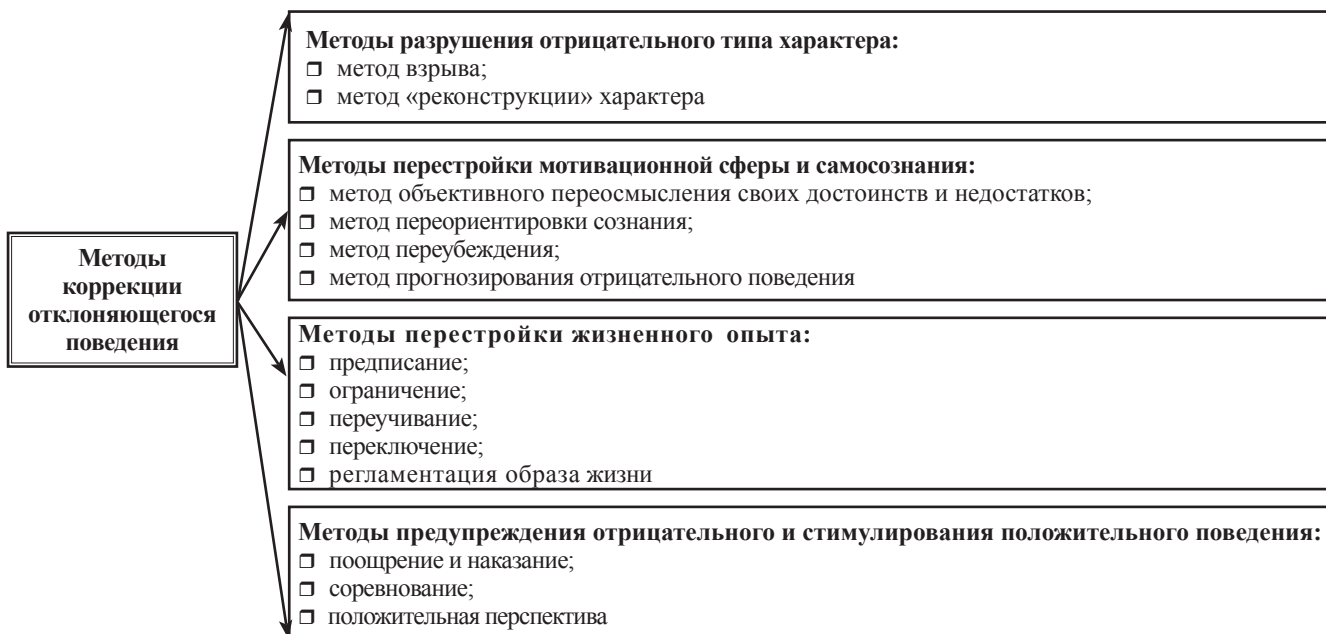 Методы
коррекции
отклоняющегося
поведения
Методы разрушения отрицательного типа характера:
❒ метод взрыва;
❒ метод «реконструкции» характера
Методы перестройки мотивационной сферы и самосознания:
❒ метод объективного переосмысления своих достоинств и недостатков;
❒ метод переориентировки сознания;
❒ метод переубеждения;
❒ метод прогнозирования отрицательного поведения
Методы перестройки жизненного опыта:
❒ предписание;
❒ ограничение;
❒ переучивание;
❒ переключение;
❒ регламентация образа жизни
Методы предупреждения отрицательного и стимулирования положительного поведения:
❒ поощрение и наказание;
❒ соревнование;
❒ положительная перспектива